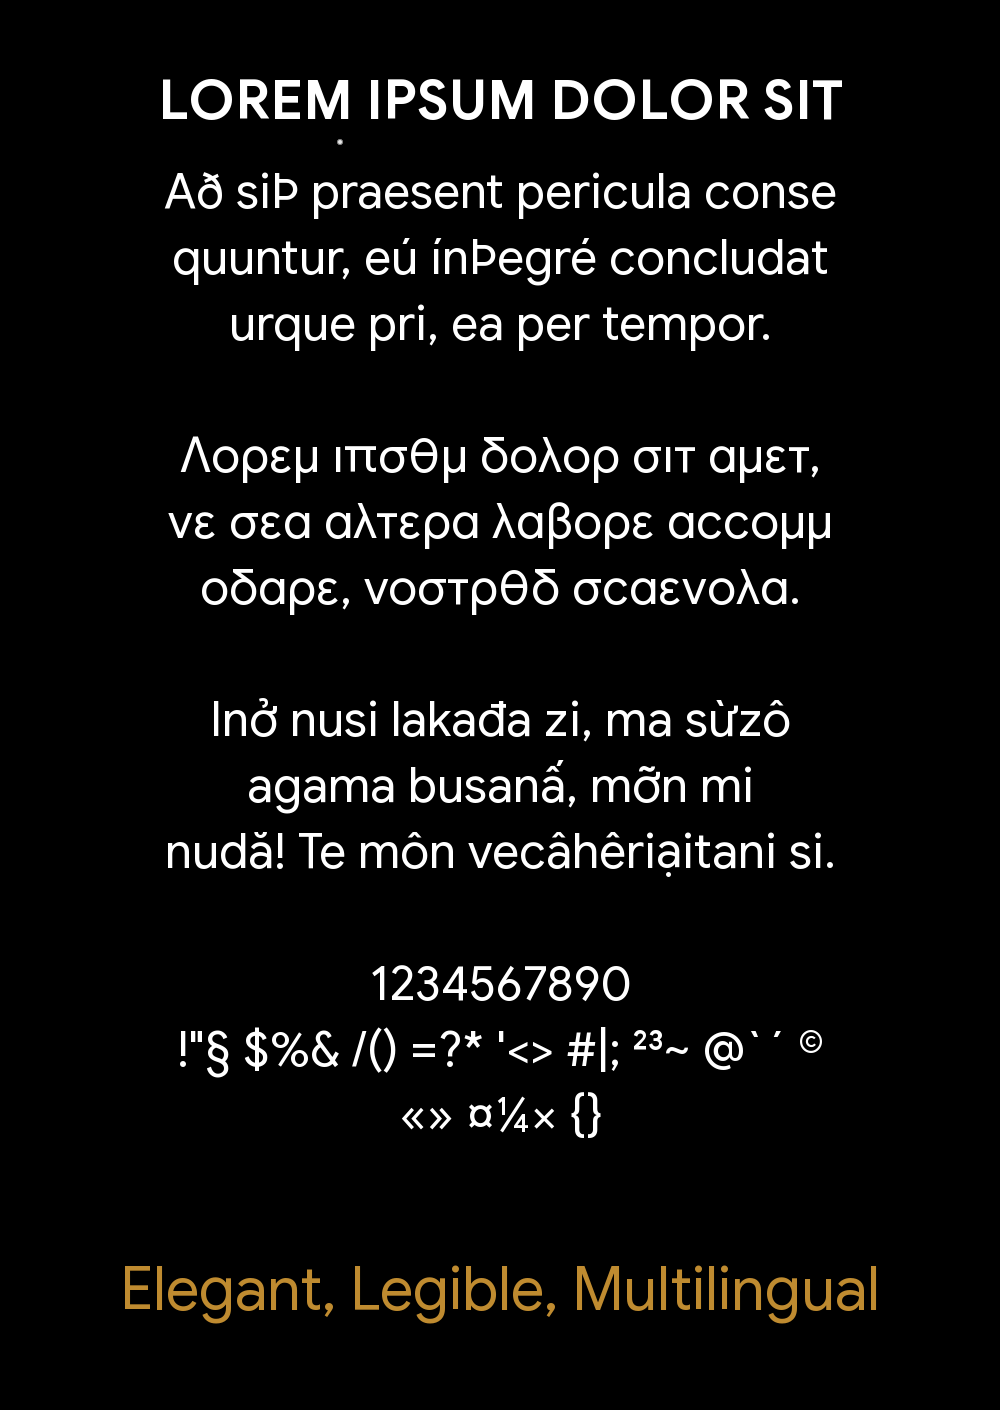 LOREM IPSUM DOLOR SIT
Að siÞ praesent pericula conse
quuntur, eú ínÞegré concludat
urque pri, ea per tempor.
Λορεμ ιπσθμ δολορ σιτ αμετ,
νε σεα αλτερα λαβορε αccομμ
οδαρε, νοστρθδ σcαενολα.
Inở nusi lakađa zi, ma sừzô
agama busanấ, mỡn mi
nudă! Te môn vecâhêriạitani si.
1234567890
!"§ $%& /() =?* '<> #|; ²³~ @`´ ©
«» ¤¼× {}
Elegant, Legible, Multilingual